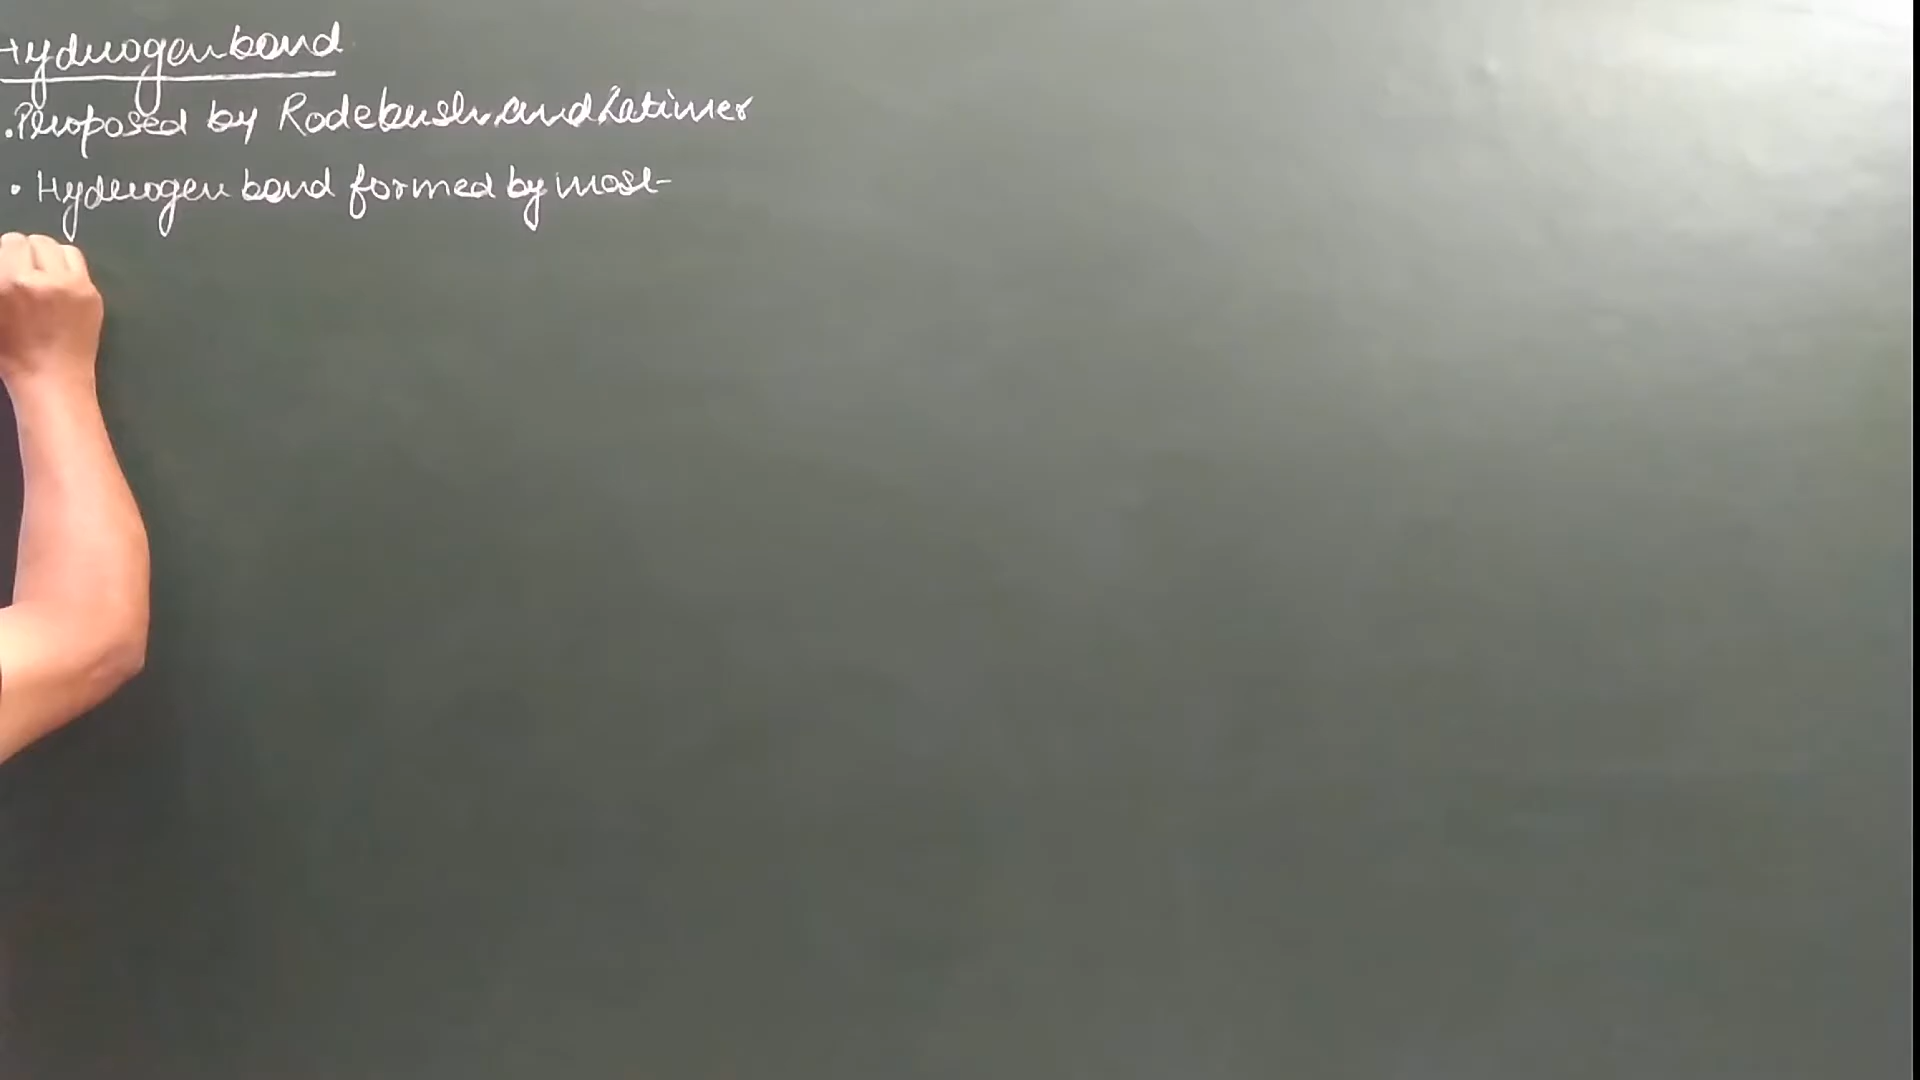 Hydrogen bond
. Proposed by Rodebush and Latimer
• Hydrogen bond formed by most